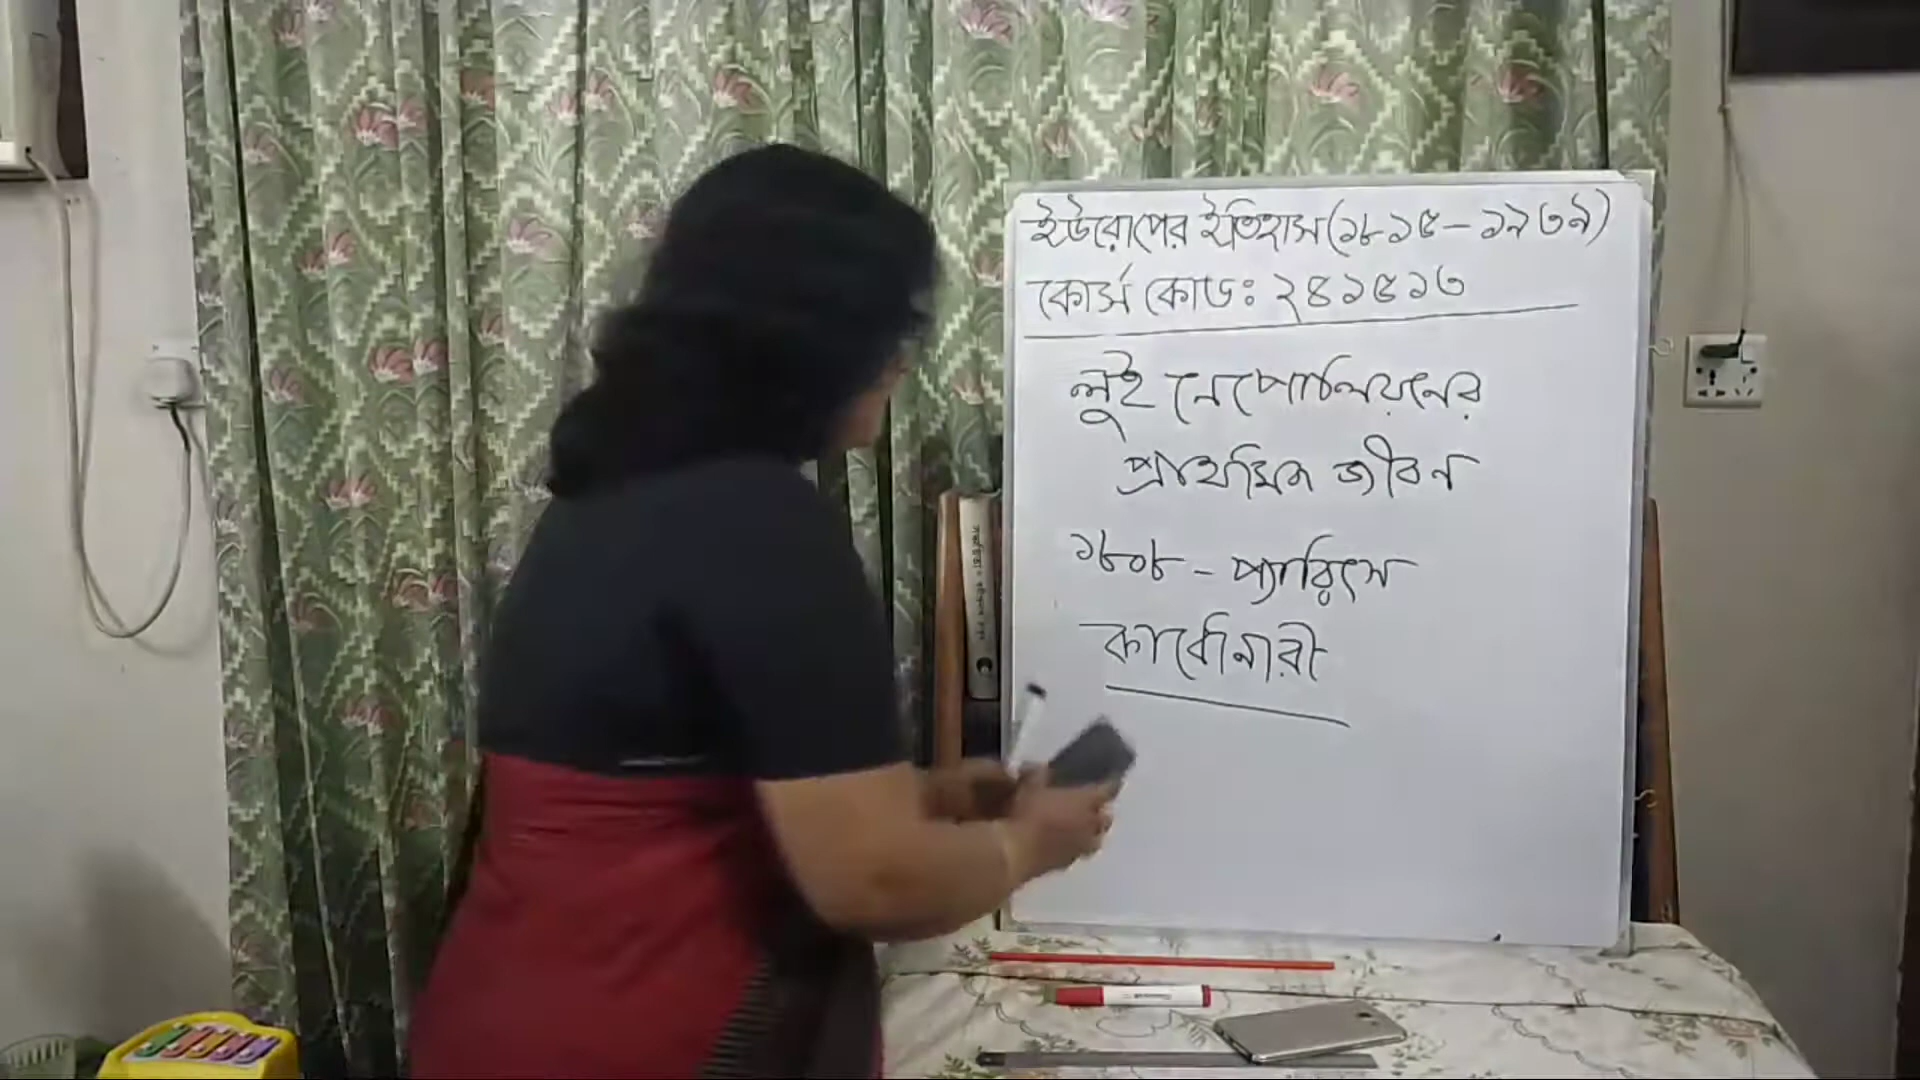 ইউরোপের ইতিহাস (১৮১৫-১৯৩৯)
কোর্স কোডঃ ২৪১৫১৩
লুই নেপোলিয়নের
প্রাথমিক জীবন
১৮০৮ - প্যারিসে
কার্বোনারী